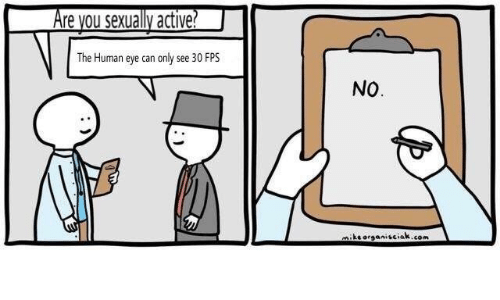 Are you sexually active?
The Human eye can only see 30 FPS
NO.
mikeorganisciak.com